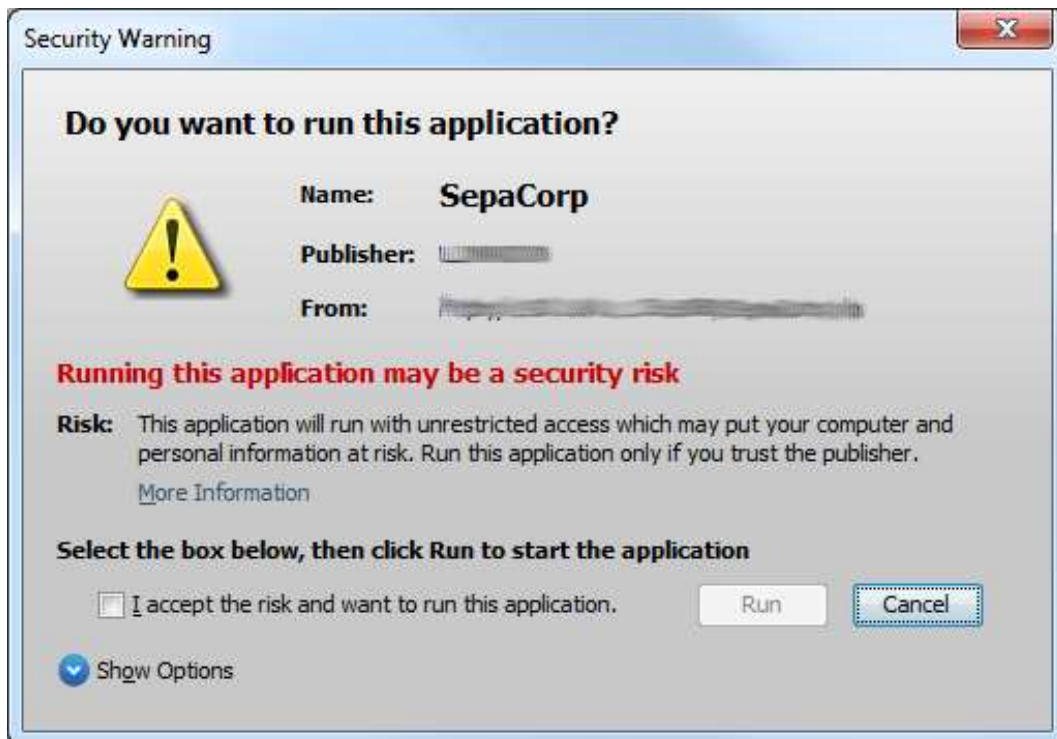 Security Warning
Do you want to run this application?
Name: SepaCorp
Publisher:
From:
Running this application may be a security risk
Risk: This application will run with unrestricted access which may put your computer and
personal information at risk. Run this application only if you trust the publisher.
More Information
Select the box below, then click Run to start the application
I accept the risk and want to run this application. Run Cancel
Show Options